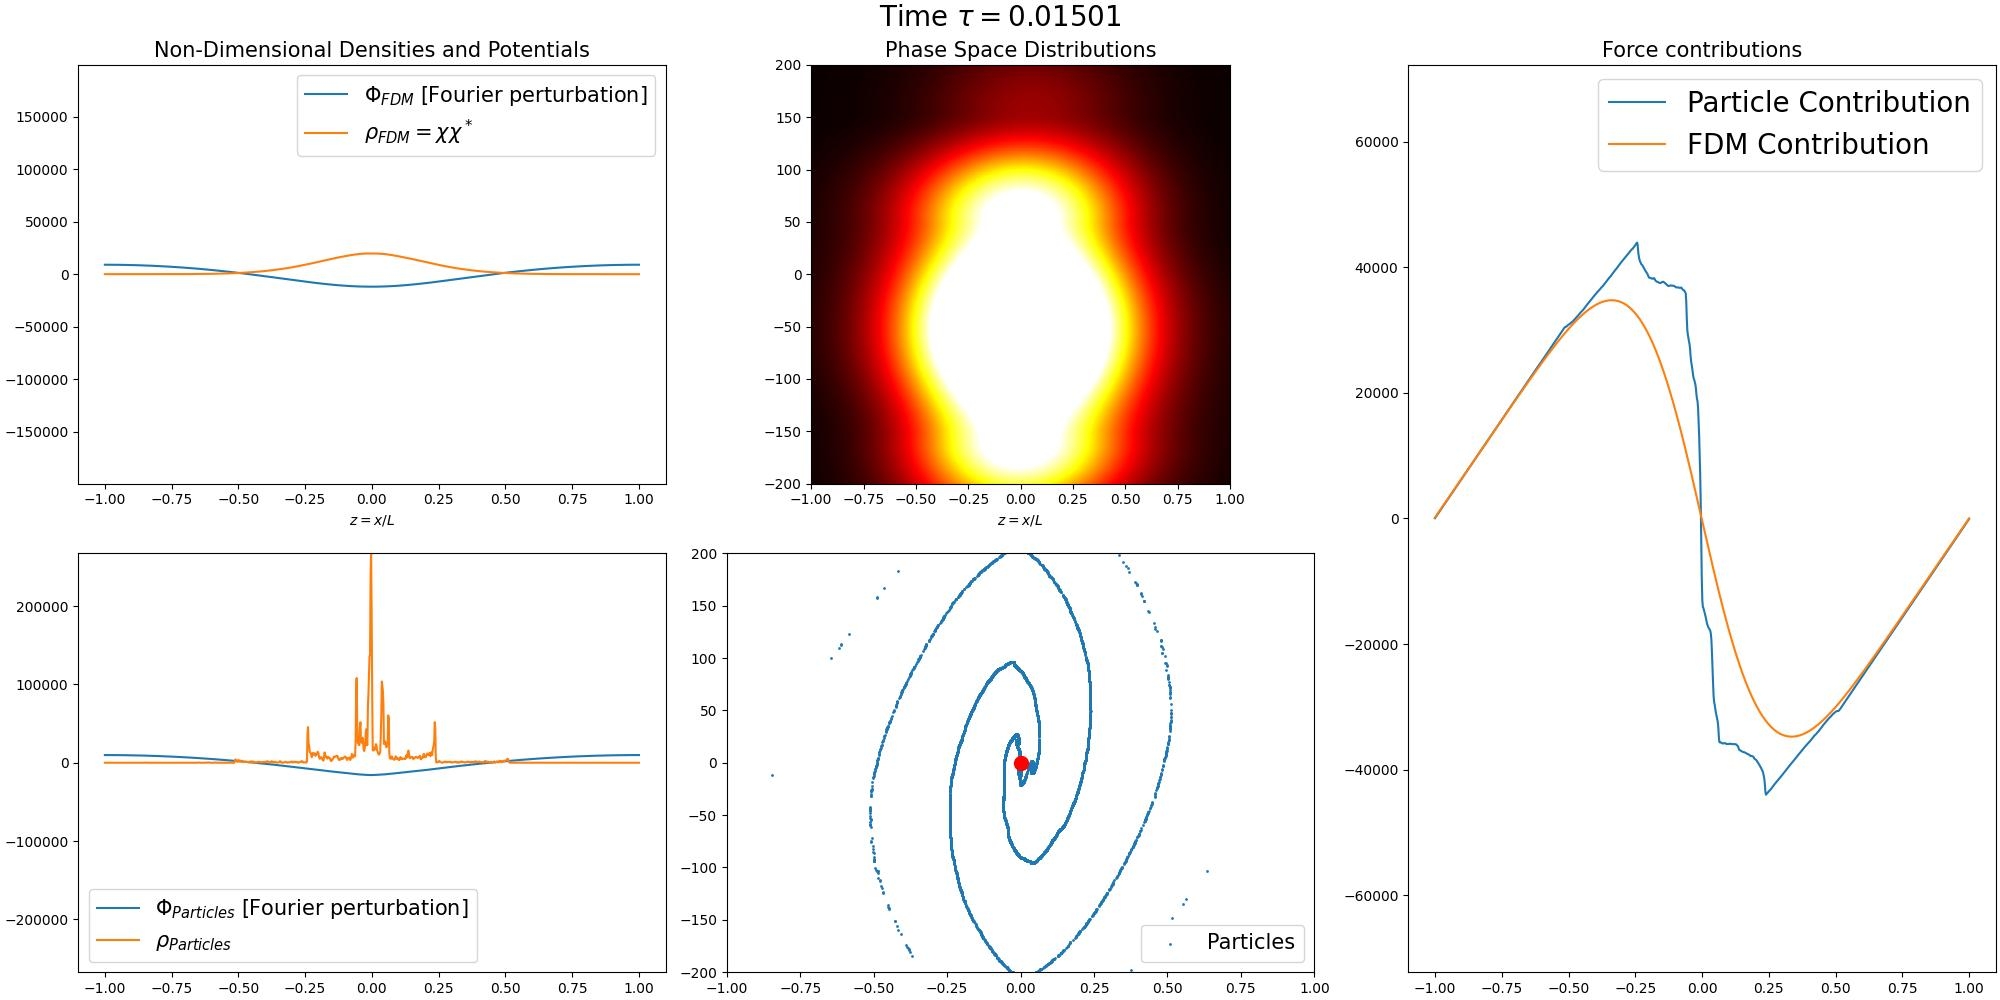 Time τ = 0.01501
Non-Dimensional Densities and Potentials
Φ_FDM [Fourier perturbation]
ρ_FDM = χχ*
150000
100000
50000
0
−50000
−100000
−150000
−1.00 −0.75 −0.50 −0.25 0.00 0.25 0.50 0.75 1.00
z = x/L
Phase Space Distributions
200
150
100
50
0
−50
−100
−150
−200
−1.00 −0.75 −0.50 −0.25 0.00 0.25 0.50 0.75 1.00
z = x/L
Force contributions
Particle Contribution
FDM Contribution
60000
40000
20000
0
−20000
−40000
−60000
−1.00 −0.75 −0.50 −0.25 0.00 0.25 0.50 0.75 1.00
200000
100000
0
−100000
−200000
Φ_Particles [Fourier perturbation]
ρ_Particles
−1.00 −0.75 −0.50 −0.25 0.00 0.25 0.50 0.75 1.00
200
150
100
50
0
−50
−100
−150
−200
Particles
−1.00 −0.75 −0.50 −0.25 0.00 0.25 0.50 0.75 1.00